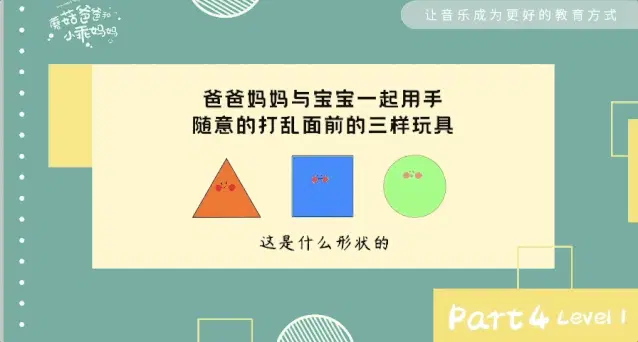 蘑菇爸爸和
小乖妈妈
让音乐成为更好的教育方式
爸爸妈妈与宝宝一起用手
随意的打乱面前的三样玩具
这是什么形状的
Part 4 Level 1